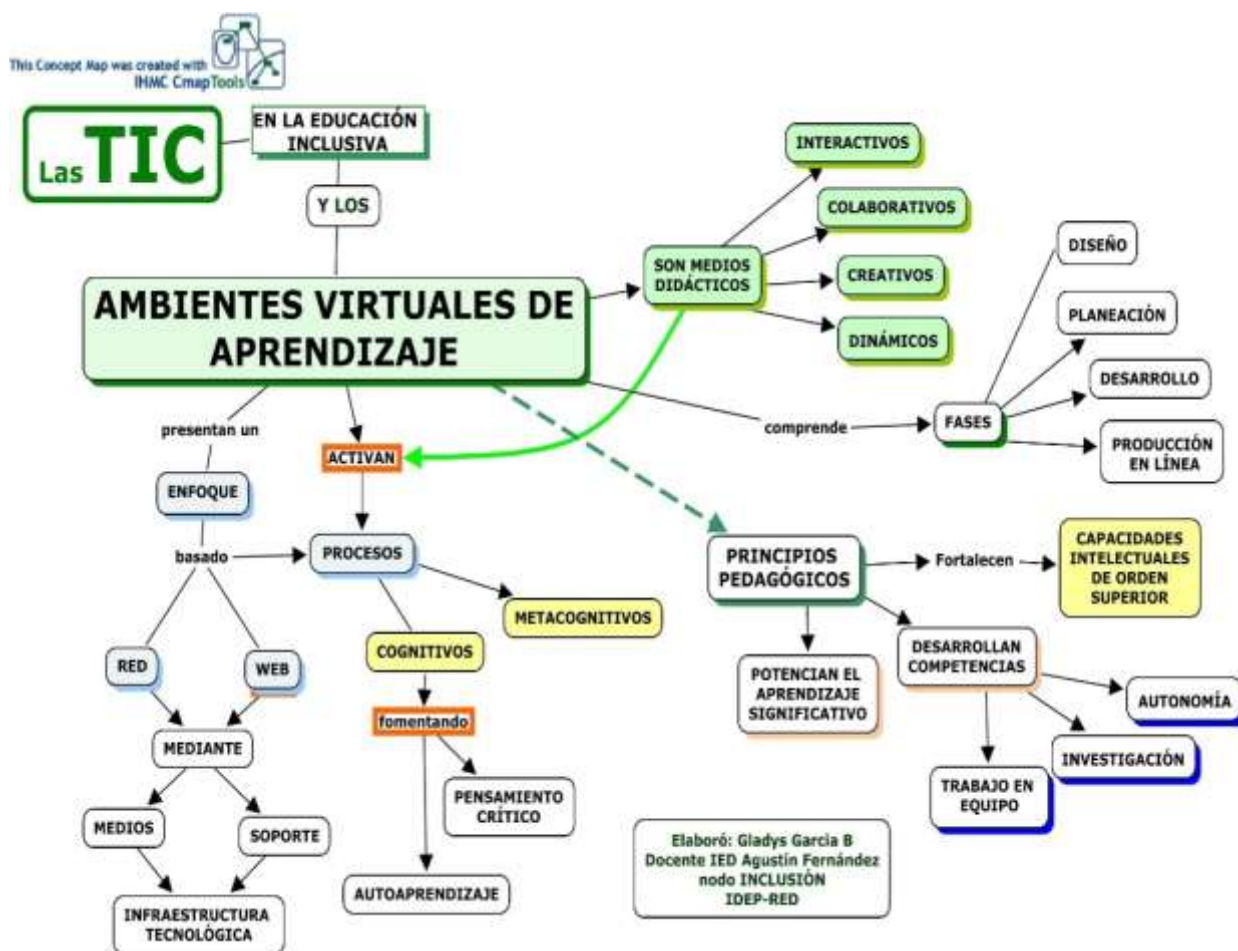 This Concept Map was created with
IHMC CmapTools
Las TIC
EN LA EDUCACIÓN
INCLUSIVA
Y LOS
AMBIENTES VIRTUALES DE
APRENDIZAJE
SON MEDIOS
DIDÁCTICOS
INTERACTIVOS
COLABORATIVOS
CREATIVOS
DINÁMICOS
comprende
FASES
DISEÑO
PLANEACIÓN
DESARROLLO
PRODUCCIÓN
EN LÍNEA
presentan un
ENFOQUE
basado
RED
WEB
MEDIANTE
MEDIOS
SOPORTE
INFRAESTRUCTURA
TECNOLÓGICA
ACTIVAN
PROCESOS
METACOGNITIVOS
COGNITIVOS
fomentando
PENSAMIENTO
CRÍTICO
AUTOAPRENDIZAJE
PRINCIPIOS
PEDAGÓGICOS
Fortalecen
CAPACIDADES
INTELECTUALES
DE ORDEN
SUPERIOR
POTENCIAN EL
APRENDIZAJE
SIGNIFICATIVO
DESARROLLAN
COMPETENCIAS
AUTONOMÍA
INVESTIGACIÓN
TRABAJO EN
EQUIPO
Elaboró: Gladys Garcia B
Docente IED Agustín Fernández
nodo INCLUSIÓN
IDEP-RED